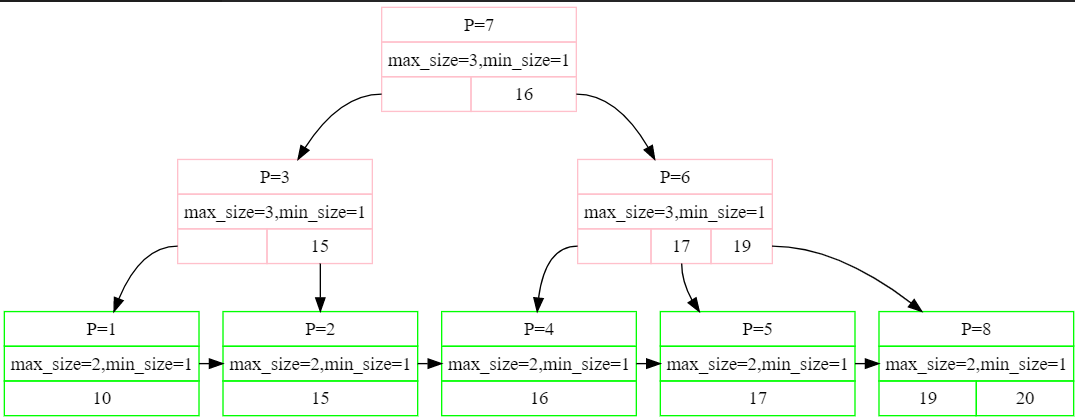 P=7
max_size=3,min_size=1
16
P=3
max_size=3,min_size=1
15
P=6
max_size=3,min_size=1
17 19
P=1
max_size=2,min_size=1
10
P=2
max_size=2,min_size=1
15
P=4
max_size=2,min_size=1
16
P=5
max_size=2,min_size=1
17
P=8
max_size=2,min_size=1
19 20